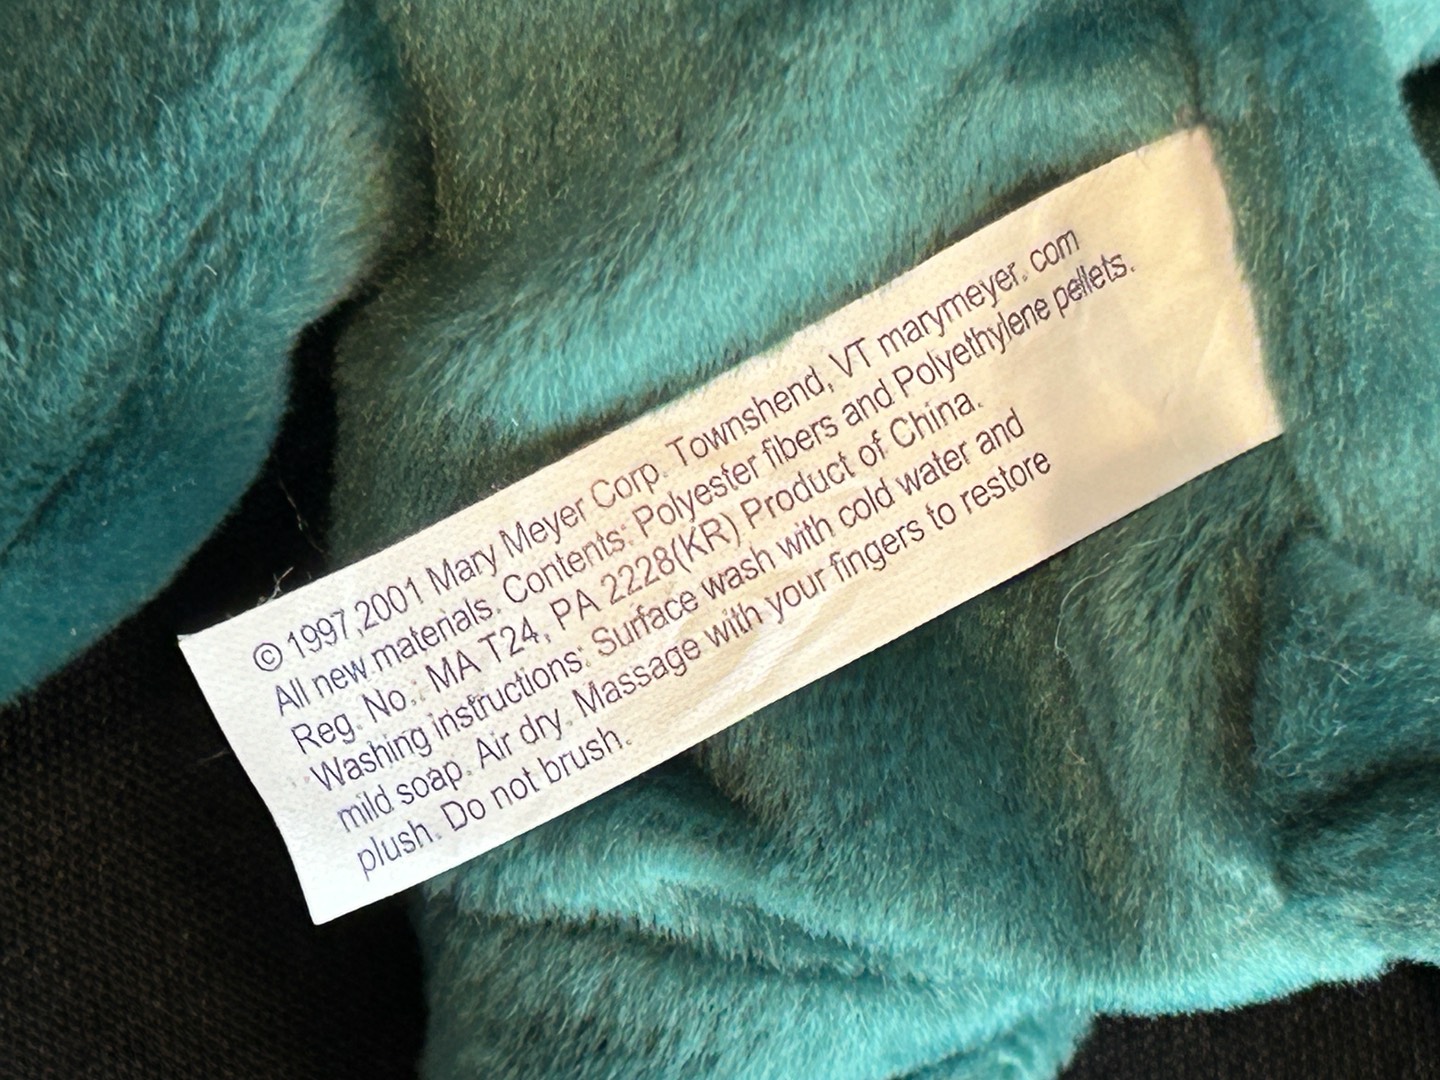 © 1997,2001 Mary Meyer Corp. Townshend, VT marymeyer.com
All new materials. Contents: Polyester fibers and Polyethylene pellets.
Reg. No.: MA T24, PA 2228(KR) Product of China.
Washing instructions: Surface wash with cold water and
mild soap. Air dry. Massage with your fingers to restore
plush. Do not brush.